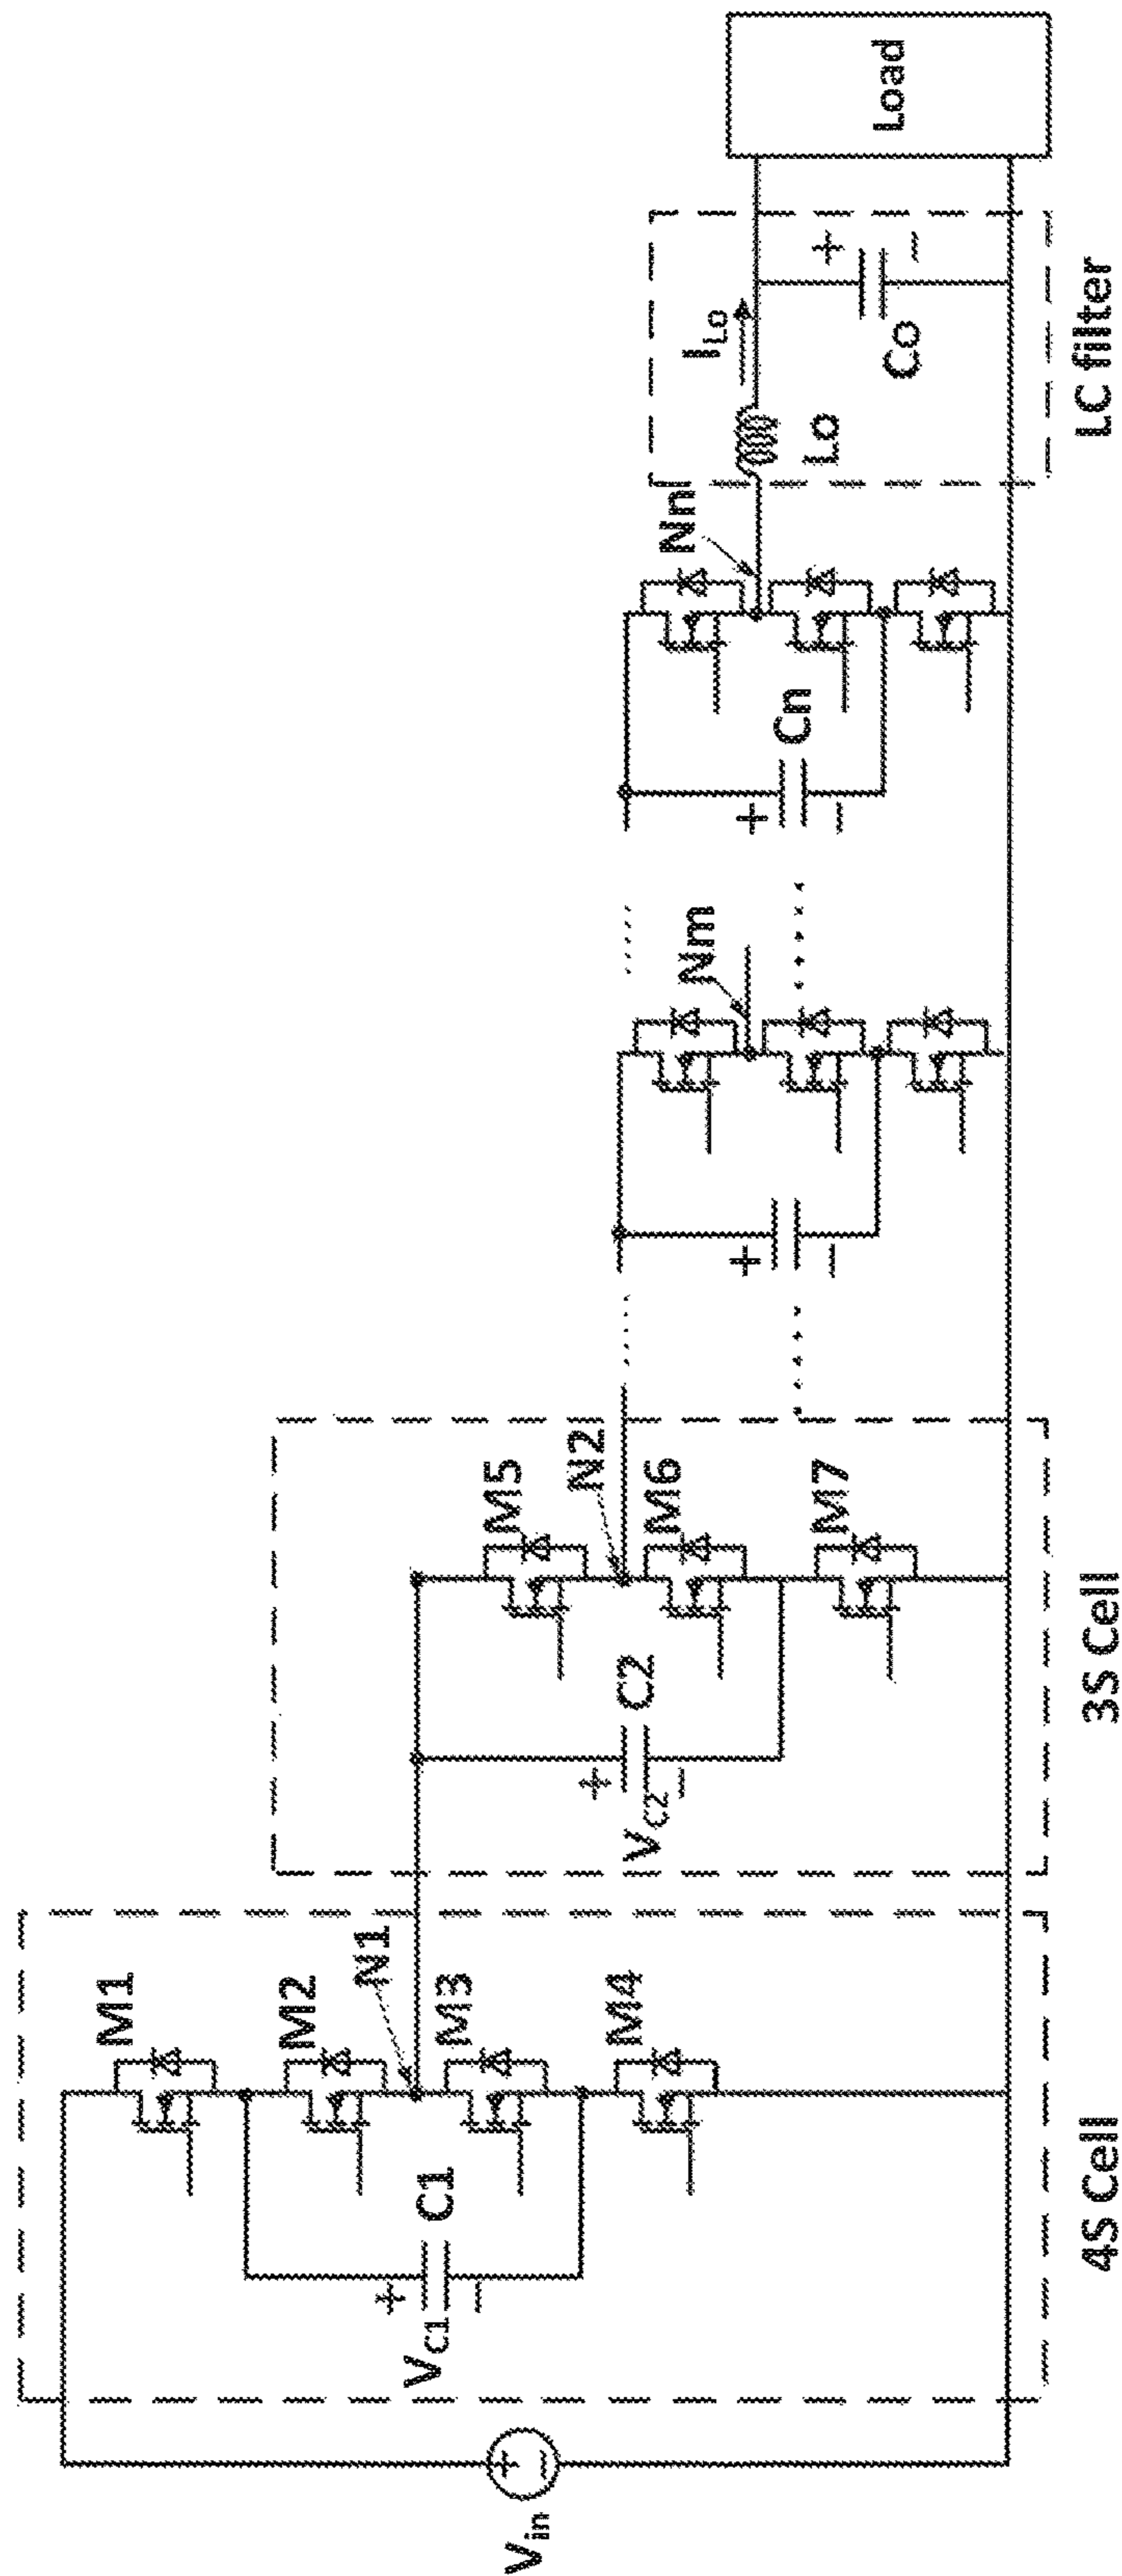 Vin
4S Cell
VC1
+
−
C1
M1
M2
N1
M3
M4
3S Cell
VC2
+
−
C2
M5
N2
M6
M7
+
−
Nm
+
−
Cn
Nn
Lo
ILo
+
−
Co
LC filter
Load